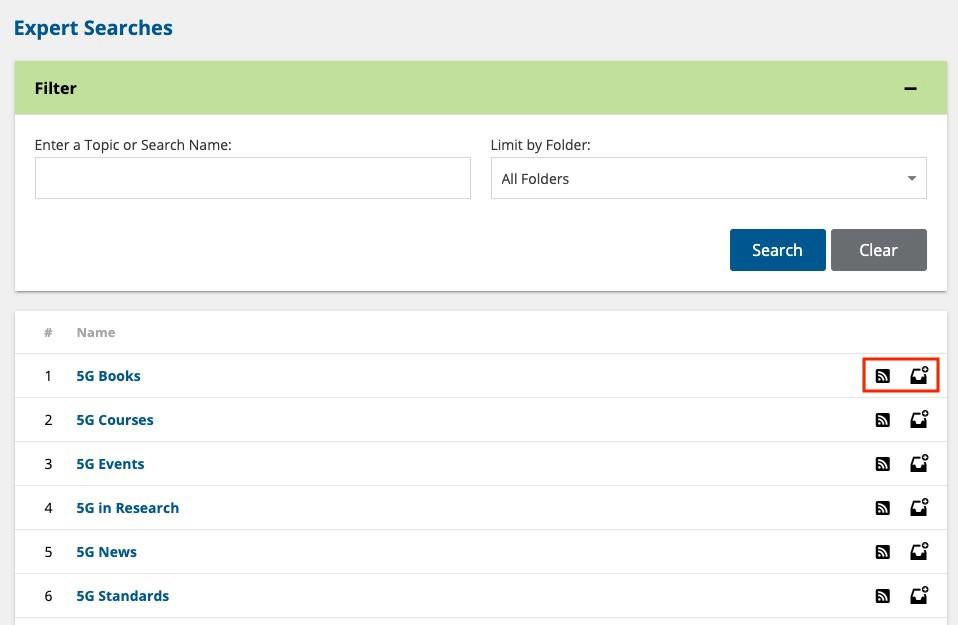 Expert Searches
Filter
Enter a Topic or Search Name:
Limit by Folder:
All Folders
Search
Clear
# Name
1 5G Books
2 5G Courses
3 5G Events
4 5G in Research
5 5G News
6 5G Standards